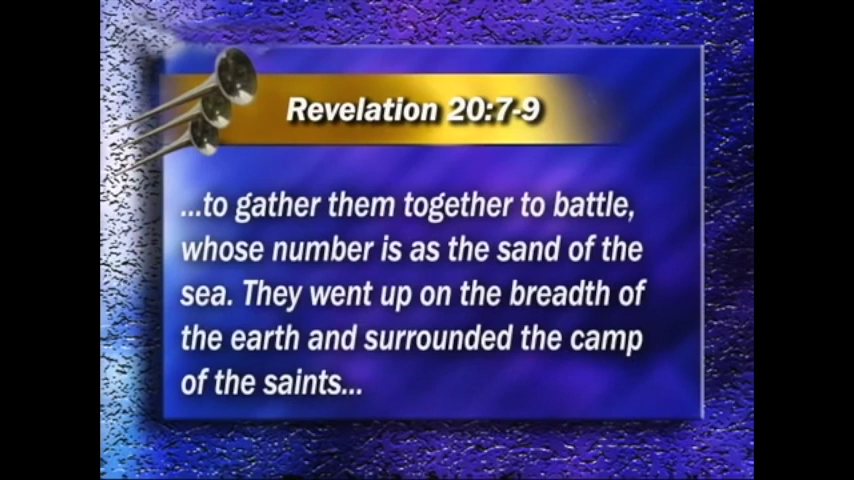 Revelation 20:7-9
...to gather them together to battle,
whose number is as the sand of the
sea. They went up on the breadth of
the earth and surrounded the camp
of the saints...